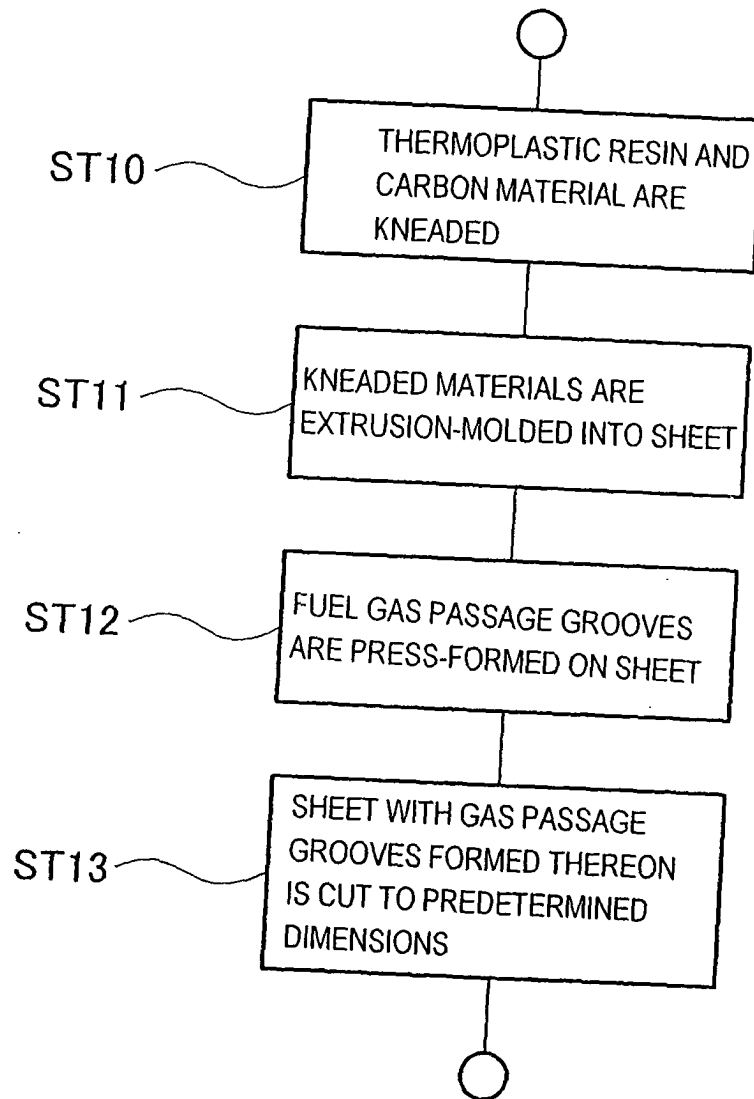 ST10
THERMOPLASTIC RESIN AND
CARBON MATERIAL ARE
KNEADED
ST11
KNEADED MATERIALS ARE
EXTRUSION-MOLDED INTO SHEET
ST12
FUEL GAS PASSAGE GROOVES
ARE PRESS-FORMED ON SHEET
ST13
SHEET WITH GAS PASSAGE
GROOVES FORMED THEREON
IS CUT TO PREDETERMINED
DIMENSIONS